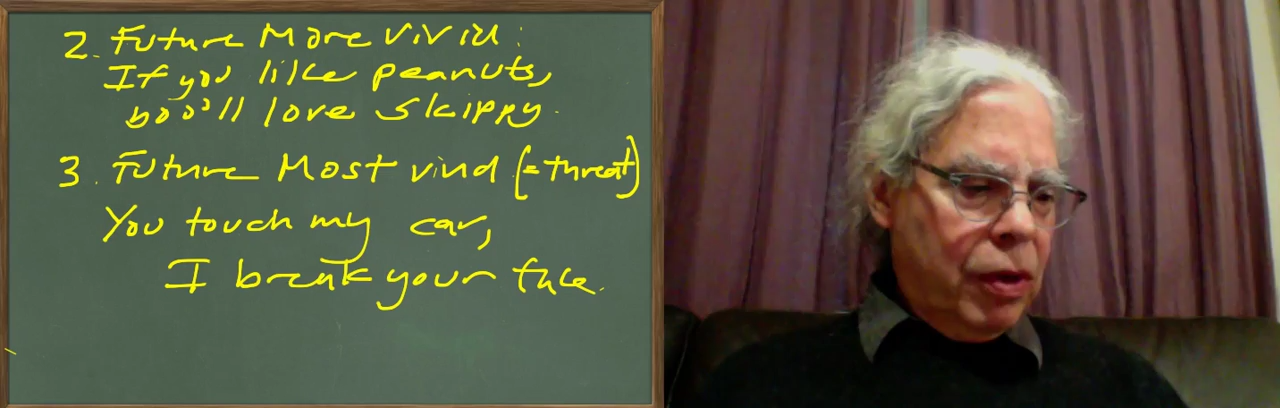 2. Future More vivid:
If you like peanuts,
you'll love skippy.
3. Future Most vivid (= threat)
You touch my car,
I break your face.